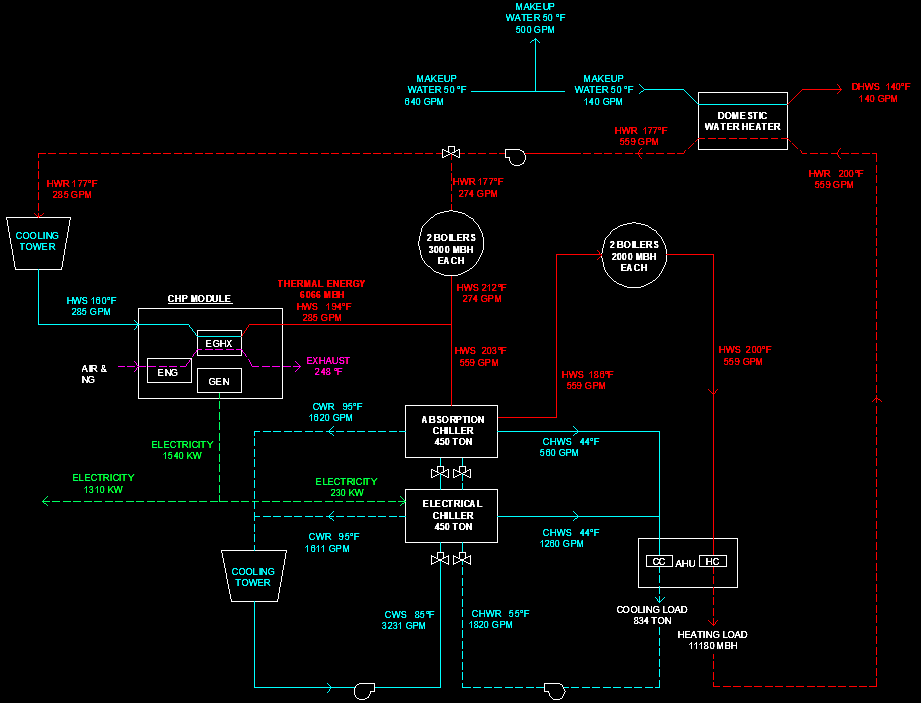 MAKEUP
WATER 50 °F
500 GPM
MAKEUP
WATER 50 °F
640 GPM
MAKEUP
WATER 50°F
140 GPM
DHWS 140°F
140 GPM
DOMESTIC
WATER HEATER
HWR 177°F
559 GPM
HWR 200°F
559 GPM
HWR 177°F
285 GPM
HWR 177°F
274 GPM
COOLING
TOWER
2 BOILERS
3000 MBH
EACH
2 BOILERS
2000 MBH
EACH
THERMAL ENERGY
6066 MBH
HWS 194°F
285 GPM
HWS 212°F
274 GPM
HWS 160°F
285 GPM
CHP MODULE
EGHX
ENG
GEN
AIR &
NG
EXHAUST
248 °F
HWS 203°F
559 GPM
HWS 186°F
559 GPM
HWS 200°F
559 GPM
CWR 95°F
1620 GPM
ABSORPTION
CHILLER
450 TON
CHWS 44°F
560 GPM
ELECTRICITY
1540 KW
ELECTRICITY
1310 KW
ELECTRICITY
230 KW
ELECTRICAL
CHILLER
450 TON
CWR 95°F
1611 GPM
CHWS 44°F
1260 GPM
COOLING
TOWER
CC
AHU
HC
CWS 85°F
3231 GPM
CHWR 55°F
1820 GPM
COOLING LOAD
834 TON
HEATING LOAD
11180 MBH